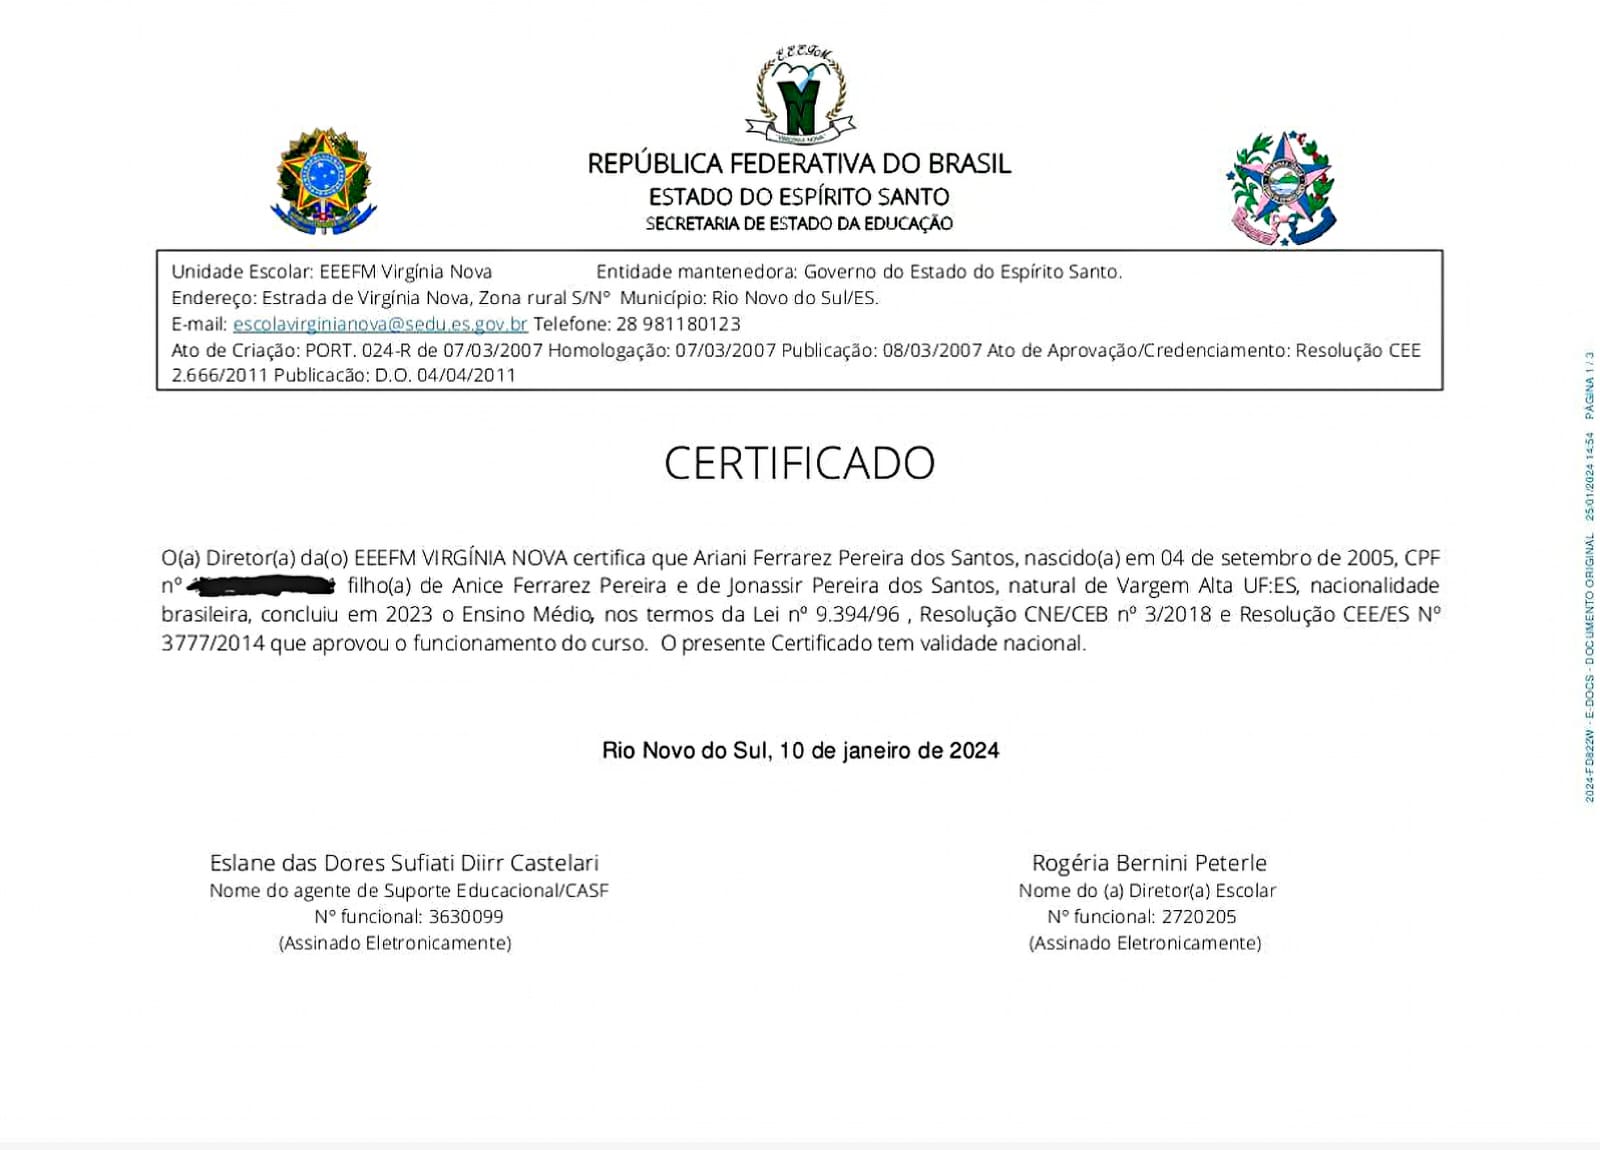 E.E.E.F.M.
VIRGÍNIA NOVA
REPÚBLICA FEDERATIVA DO BRASIL
ESTADO DO ESPÍRITO SANTO
SECRETARIA DE ESTADO DA EDUCAÇÃO
Unidade Escolar: EEEFM Virgínia Nova Entidade mantenedora: Governo do Estado do Espírito Santo.
Endereço: Estrada de Virgínia Nova, Zona rural S/Nº Município: Rio Novo do Sul/ES.
E-mail: escolavirginianova@sedu.es.gov.br Telefone: 28 981180123
Ato de Criação: PORT. 024-R de 07/03/2007 Homologação: 07/03/2007 Publicação: 08/03/2007 Ato de Aprovação/Credenciamento: Resolução CEE
2.666/2011 Publicacão: D.O. 04/04/2011
CERTIFICADO
O(a) Diretor(a) da(o) EEEFM VIRGÍNIA NOVA certifica que Ariani Ferrarez Pereira dos Santos, nascido(a) em 04 de setembro de 2005, CPF
nº filho(a) de Anice Ferrarez Pereira e de Jonassir Pereira dos Santos, natural de Vargem Alta UF:ES, nacionalidade
brasileira, concluiu em 2023 o Ensino Médio, nos termos da Lei nº 9.394/96 , Resolução CNE/CEB nº 3/2018 e Resolução CEE/ES Nº
3777/2014 que aprovou o funcionamento do curso. O presente Certificado tem validade nacional.
Rio Novo do Sul, 10 de janeiro de 2024
Eslane das Dores Sufiati Diirr Castelari
Nome do agente de Suporte Educacional/CASF
Nº funcional: 3630099
(Assinado Eletronicamente)
Rogéria Bernini Peterle
Nome do (a) Diretor(a) Escolar
Nº funcional: 2720205
(Assinado Eletronicamente)
2024-FD822W - E-DOCS - DOCUMENTO ORIGINAL 25/01/2024 14:54 PÁGINA 1 / 3